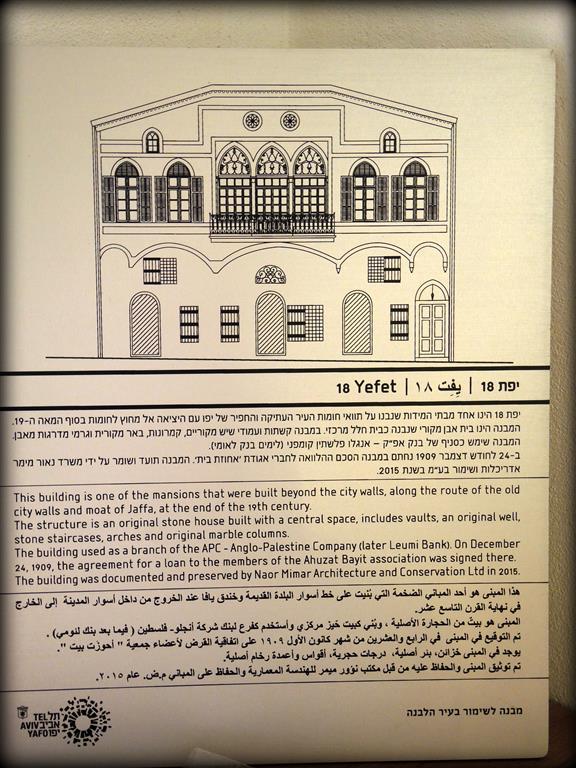 יפת 18 | يِفِت ١٨ | 18 Yefet
יפת 18 הינו אחד מבתי המידות שנבנו על תוואי חומות העיר העתיקה והחפיר של יפו עם היציאה אל מחוץ לחומות בסוף המאה ה-19.
המבנה הינו בית אבן מקורי שנבנה כבית חלל מרכזי. במבנה קשתות ועמודי שיש מקוריים, קמרונות, באר מקורית וגרמי מדרגות מאבן.
המבנה שימש כסניף של בנק אפ״ק – אנגלו פלשתין קומפני (לימים בנק לאומי).
ב-24 לחודש דצמבר 1909 נחתם במבנה הסכם ההלוואה לחברי אגודת 'אחוזת בית'. המבנה תועד ושומר על ידי משרד נאור מימר
אדריכלות ושימור בע״מ בשנת 2015.
This building is one of the mansions that were built beyond the city walls, along the route of the old
city walls and moat of Jaffa, at the end of the 19th century.
The structure is an original stone house built with a central space, includes vaults, an original well,
stone staircases, arches and original marble columns.
The building used as a branch of the APC - Anglo-Palestine Company (later Leumi Bank). On December
24, 1909, the agreement for a loan to the members of the Ahuzat Bayit association was signed there.
The building was documented and preserved by Naor Mimar Architecture and Conservation Ltd in 2015.
هذا المبنى هو أحد المباني الضخمة التي بُنيت على خط أسوار البلدة القديمة وخندق يافا عند الخروج من داخل أسوار المدينة إلى الخارج
في نهاية القرن التاسع عشر.
المبنى هو بيتٌ من الحجارة الأصلية ، وبُني كبيت خيز مركزي وأستخدم كفرع لبنك شركة أنجلو- فلسطين ( فيما بعد بنك لئومي) .
تم التوقيع في المبنى في الرابع والعشرين من شهر كانون الأول ١٩٠٩ على اتفاقية القرض لأعضاء جمعية " أحوزت بيت ".
يوجد في المبنى خزائن، بئر أصلية، درجات حجرية، أقواس وأعمدة رخام أصلية.
تم توثيق المبنى والحفاظ عليه من قبل مكتب نؤور ميمر للهندسة المعمارية والحفاظ على المباني م.ض. عام ٢٠١٥.
מבנה לשימור בעיר הלבנה
TEL תל
AVIV אביב
YAFO יפו